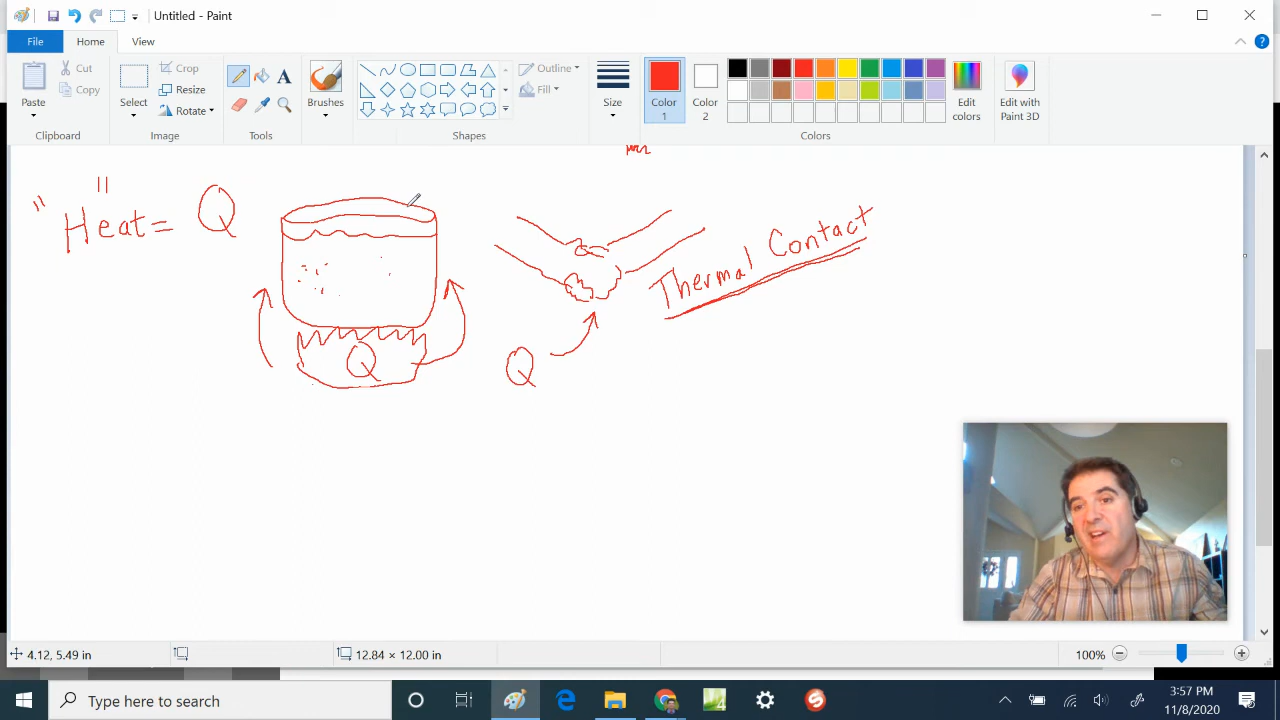 Untitled - Paint
File Home View
Paste
Cut
Copy
Clipboard
Select
Crop
Resize
Rotate
Image
A
Tools
Brushes
Shapes
Outline
Fill
Size
Color 1
Color 2
Edit colors
Edit with Paint 3D
Colors
"Heat" = Q
Q
Q
Thermal Contact
4.12, 5.49 in
12.84 × 12.00 in
100%
Type here to search
3:57 PM
11/8/2020